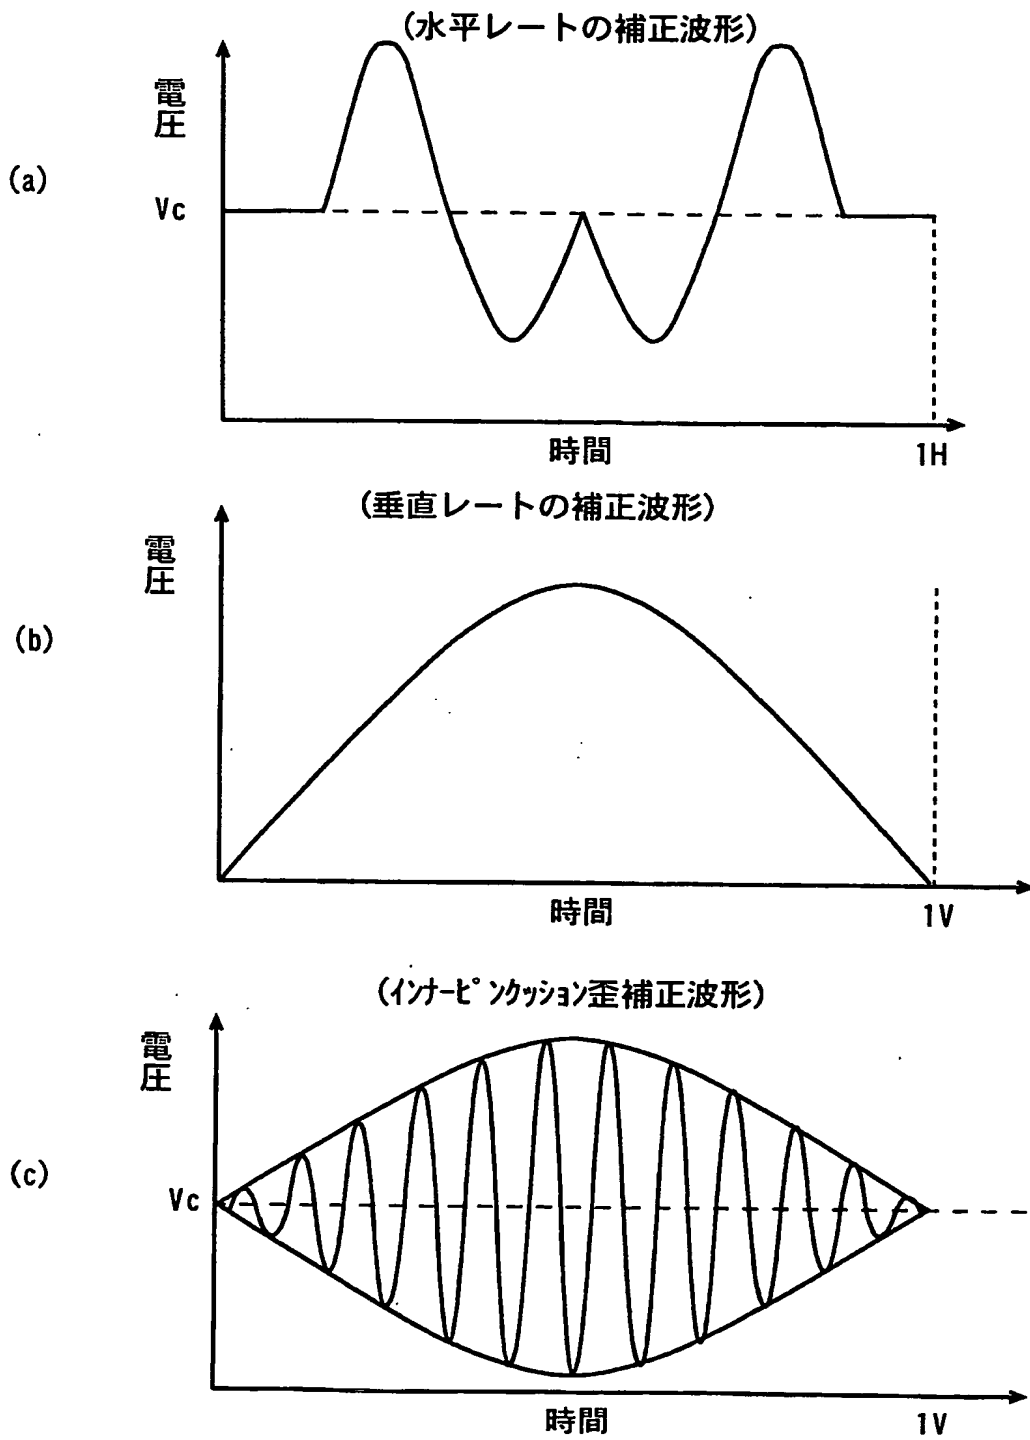 (水平レートの補正波形)
電圧
(a)
Vc
時間
1H
(垂直レートの補正波形)
電圧
(b)
時間
1V
(インナーピンクッション歪補正波形)
電圧
(c)
Vc
時間
1V